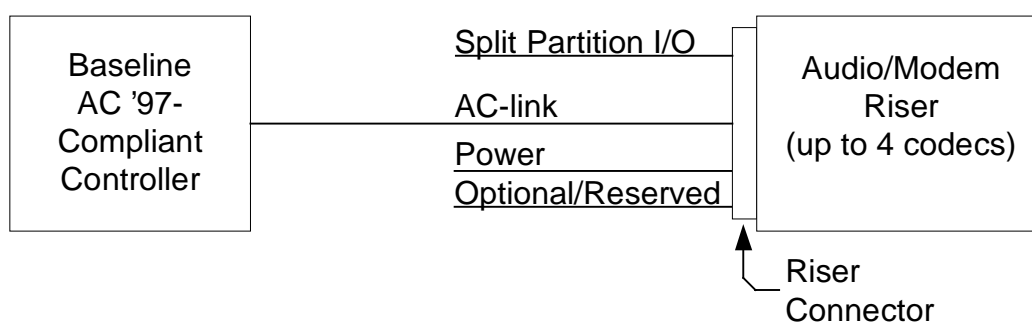 Baseline
AC '97-
Compliant
Controller
Split Partition I/O
AC-link
Power
Optional/Reserved
Audio/Modem
Riser
(up to 4 codecs)
Riser
Connector